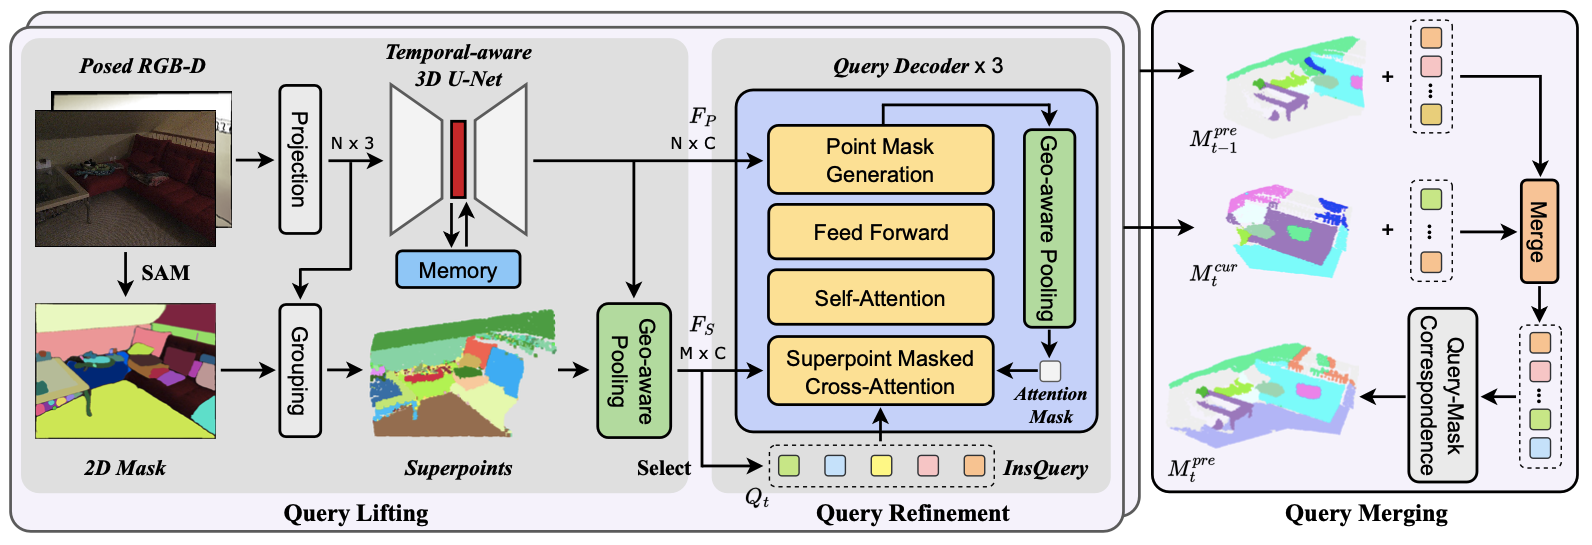 Posed RGB-D
Projection
N x 3
Temporal-aware
3D U-Net
Memory
SAM
2D Mask
Grouping
Superpoints
Geo-aware
Pooling
F_P
N x C
F_S
M x C
Select
Query Lifting
Query Decoder x 3
Point Mask
Generation
Feed Forward
Self-Attention
Superpoint Masked
Cross-Attention
Geo-aware Pooling
Attention
Mask
Q_t
InsQuery
Query Refinement
M_{t-1}^{pre}
+
...
M_t^{cur}
+
...
Merge
...
Query-Mask
Correspondence
M_t^{pre}
Query Merging